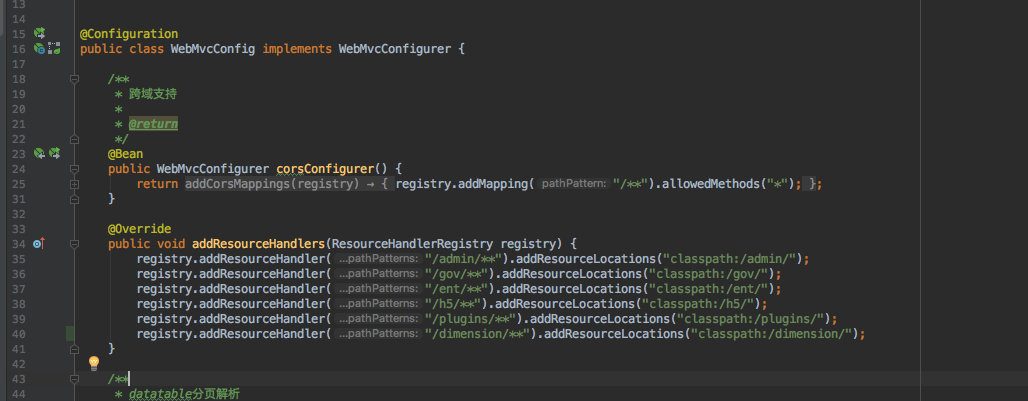 13
14
15 @Configuration
16 public class WebMvcConfig implements WebMvcConfigurer {
17
18 /**
19 * 跨域支持
20 *
21 * @return
22 */
23 @Bean
24 public WebMvcConfigurer corsConfigurer() {
25 return addCorsMappings(registry) → { registry.addMapping( pathPattern: "/**").allowedMethods("*"); };
31 }
32
33 @Override
34 public void addResourceHandlers(ResourceHandlerRegistry registry) {
35 registry.addResourceHandler( ...pathPatterns: "/admin/**").addResourceLocations("classpath:/admin/");
36 registry.addResourceHandler( ...pathPatterns: "/gov/**").addResourceLocations("classpath:/gov/");
37 registry.addResourceHandler( ...pathPatterns: "/ent/**").addResourceLocations("classpath:/ent/");
38 registry.addResourceHandler( ...pathPatterns: "/h5/**").addResourceLocations("classpath:/h5/");
39 registry.addResourceHandler( ...pathPatterns: "/plugins/**").addResourceLocations("classpath:/plugins/");
40 registry.addResourceHandler( ...pathPatterns: "/dimension/**").addResourceLocations("classpath:/dimension/");
41 }
42
43 /**
44 * datatable分页解析